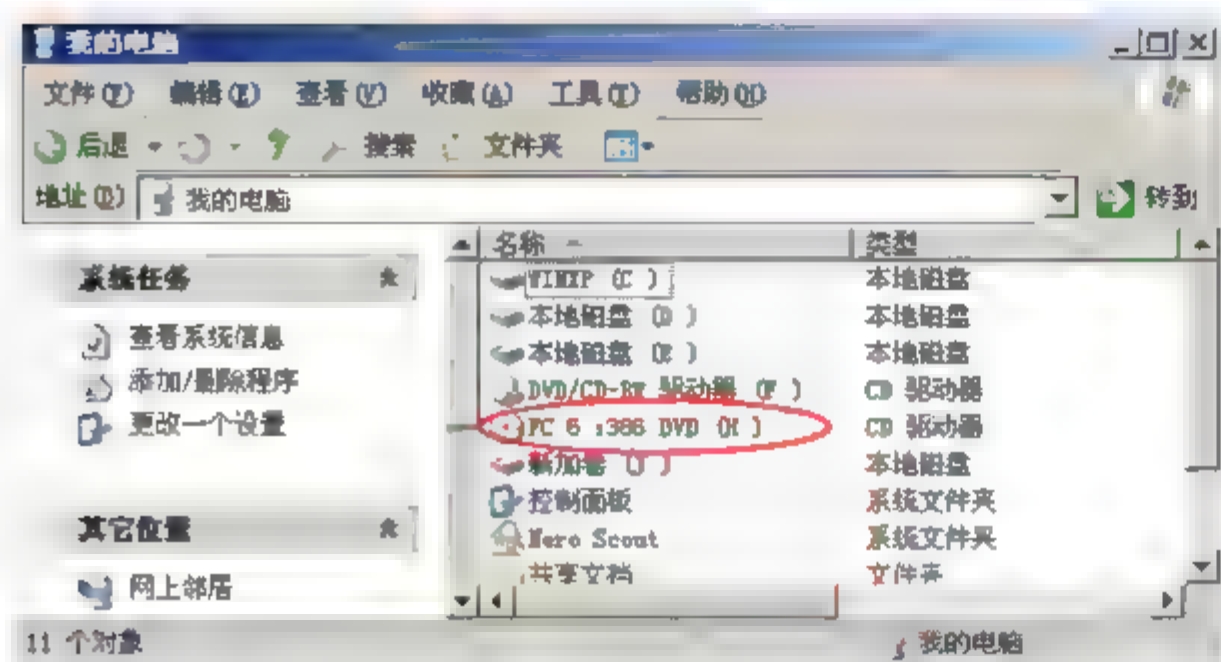 我的电脑
文件(F) 编辑(E) 查看(V) 收藏(A) 工具(T) 帮助(H)
后退 搜索 文件夹
地址(D) 我的电脑 转到
名称 类型
系统任务
WINXP (C ) 本地磁盘
本地磁盘 (D ) 本地磁盘
查看系统信息
本地磁盘 (E ) 本地磁盘
添加/删除程序
DVD/CD-RW 驱动器 (F ) CD 驱动器
更改一个设置
PC 6 i386 DVD (H ) CD 驱动器
新加卷 (J ) 本地磁盘
控制面板 系统文件夹
其它位置
Nero Scout 系统文件夹
共享文档 文件夹
网上邻居
11 个对象 我的电脑